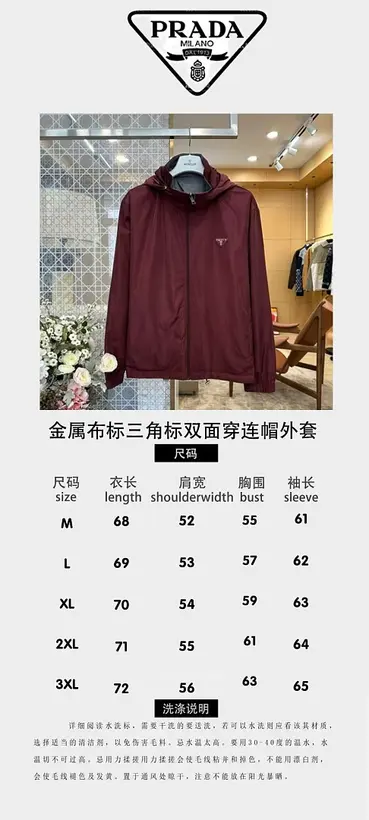 PRADA
MILANO
DAL 1913
金属布标三角标双面穿连帽外套
尺码
尺码 衣长 肩宽 胸围 袖长
size length shoulderwidth bust sleeve
M 68 52 55 61
L 69 53 57 62
XL 70 54 59 63
2XL 71 55 61 64
3XL 72 56 63 65
洗涤说明
详细阅读水洗标，需要干洗的要送洗，若可以水洗则应看该其材质，
选择适当的清洁剂，以免伤害毛料。总水温太高。要用30-40度的温水，水
温切不可过高。总用力揉搓用力揉搓会使毛线粘并和掉色，不能用漂白剂，
会使毛线褪色及发黄。置于通风处晾干，注意不能放在阳光暴晒。